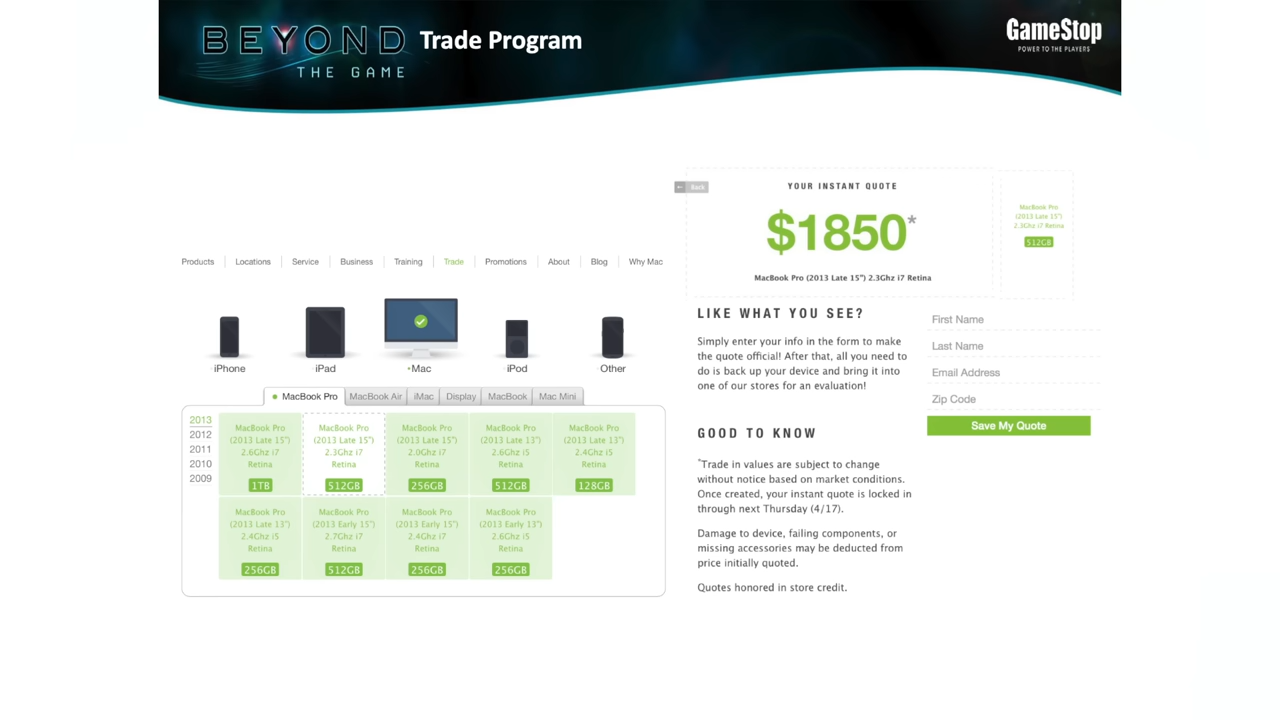 BEYOND
THE GAME
Trade Program
GameStop
POWER TO THE PLAYERS
Products
Locations
Service
Business
Training
Trade
Promotions
About
Blog
Why Mac
iPhone
iPad
Mac
iPod
Other
MacBook Pro
MacBook Air
iMac
Display
MacBook
Mac Mini
2013
2012
2011
2010
2009
MacBook Pro
(2013 Late 15")
2.6Ghz i7
Retina
1TB
MacBook Pro
(2013 Late 15")
2.3Ghz i7
Retina
512GB
MacBook Pro
(2013 Late 15")
2.0Ghz i7
Retina
256GB
MacBook Pro
(2013 Late 13")
2.6Ghz i5
Retina
512GB
MacBook Pro
(2013 Late 13")
2.4Ghz i5
Retina
128GB
MacBook Pro
(2013 Late 13")
2.4Ghz i5
Retina
256GB
MacBook Pro
(2013 Early 15")
2.7Ghz i7
Retina
512GB
MacBook Pro
(2013 Early 15")
2.4Ghz i7
Retina
256GB
MacBook Pro
(2013 Early 13")
2.6Ghz i5
Retina
256GB
← Back
YOUR INSTANT QUOTE
$1850*
MacBook Pro (2013 Late 15") 2.3Ghz i7 Retina
MacBook Pro
(2013 Late 15")
2.3Ghz i7 Retina
512GB
LIKE WHAT YOU SEE?
Simply enter your info in the form to make
the quote official! After that, all you need to
do is back up your device and bring it into
one of our stores for an evaluation!
GOOD TO KNOW
*Trade in values are subject to change
without notice based on market conditions.
Once created, your instant quote is locked in
through next Thursday (4/17).
Damage to device, failing components, or
missing accessories may be deducted from
price initially quoted.
Quotes honored in store credit.
First Name
Last Name
Email Address
Zip Code
Save My Quote